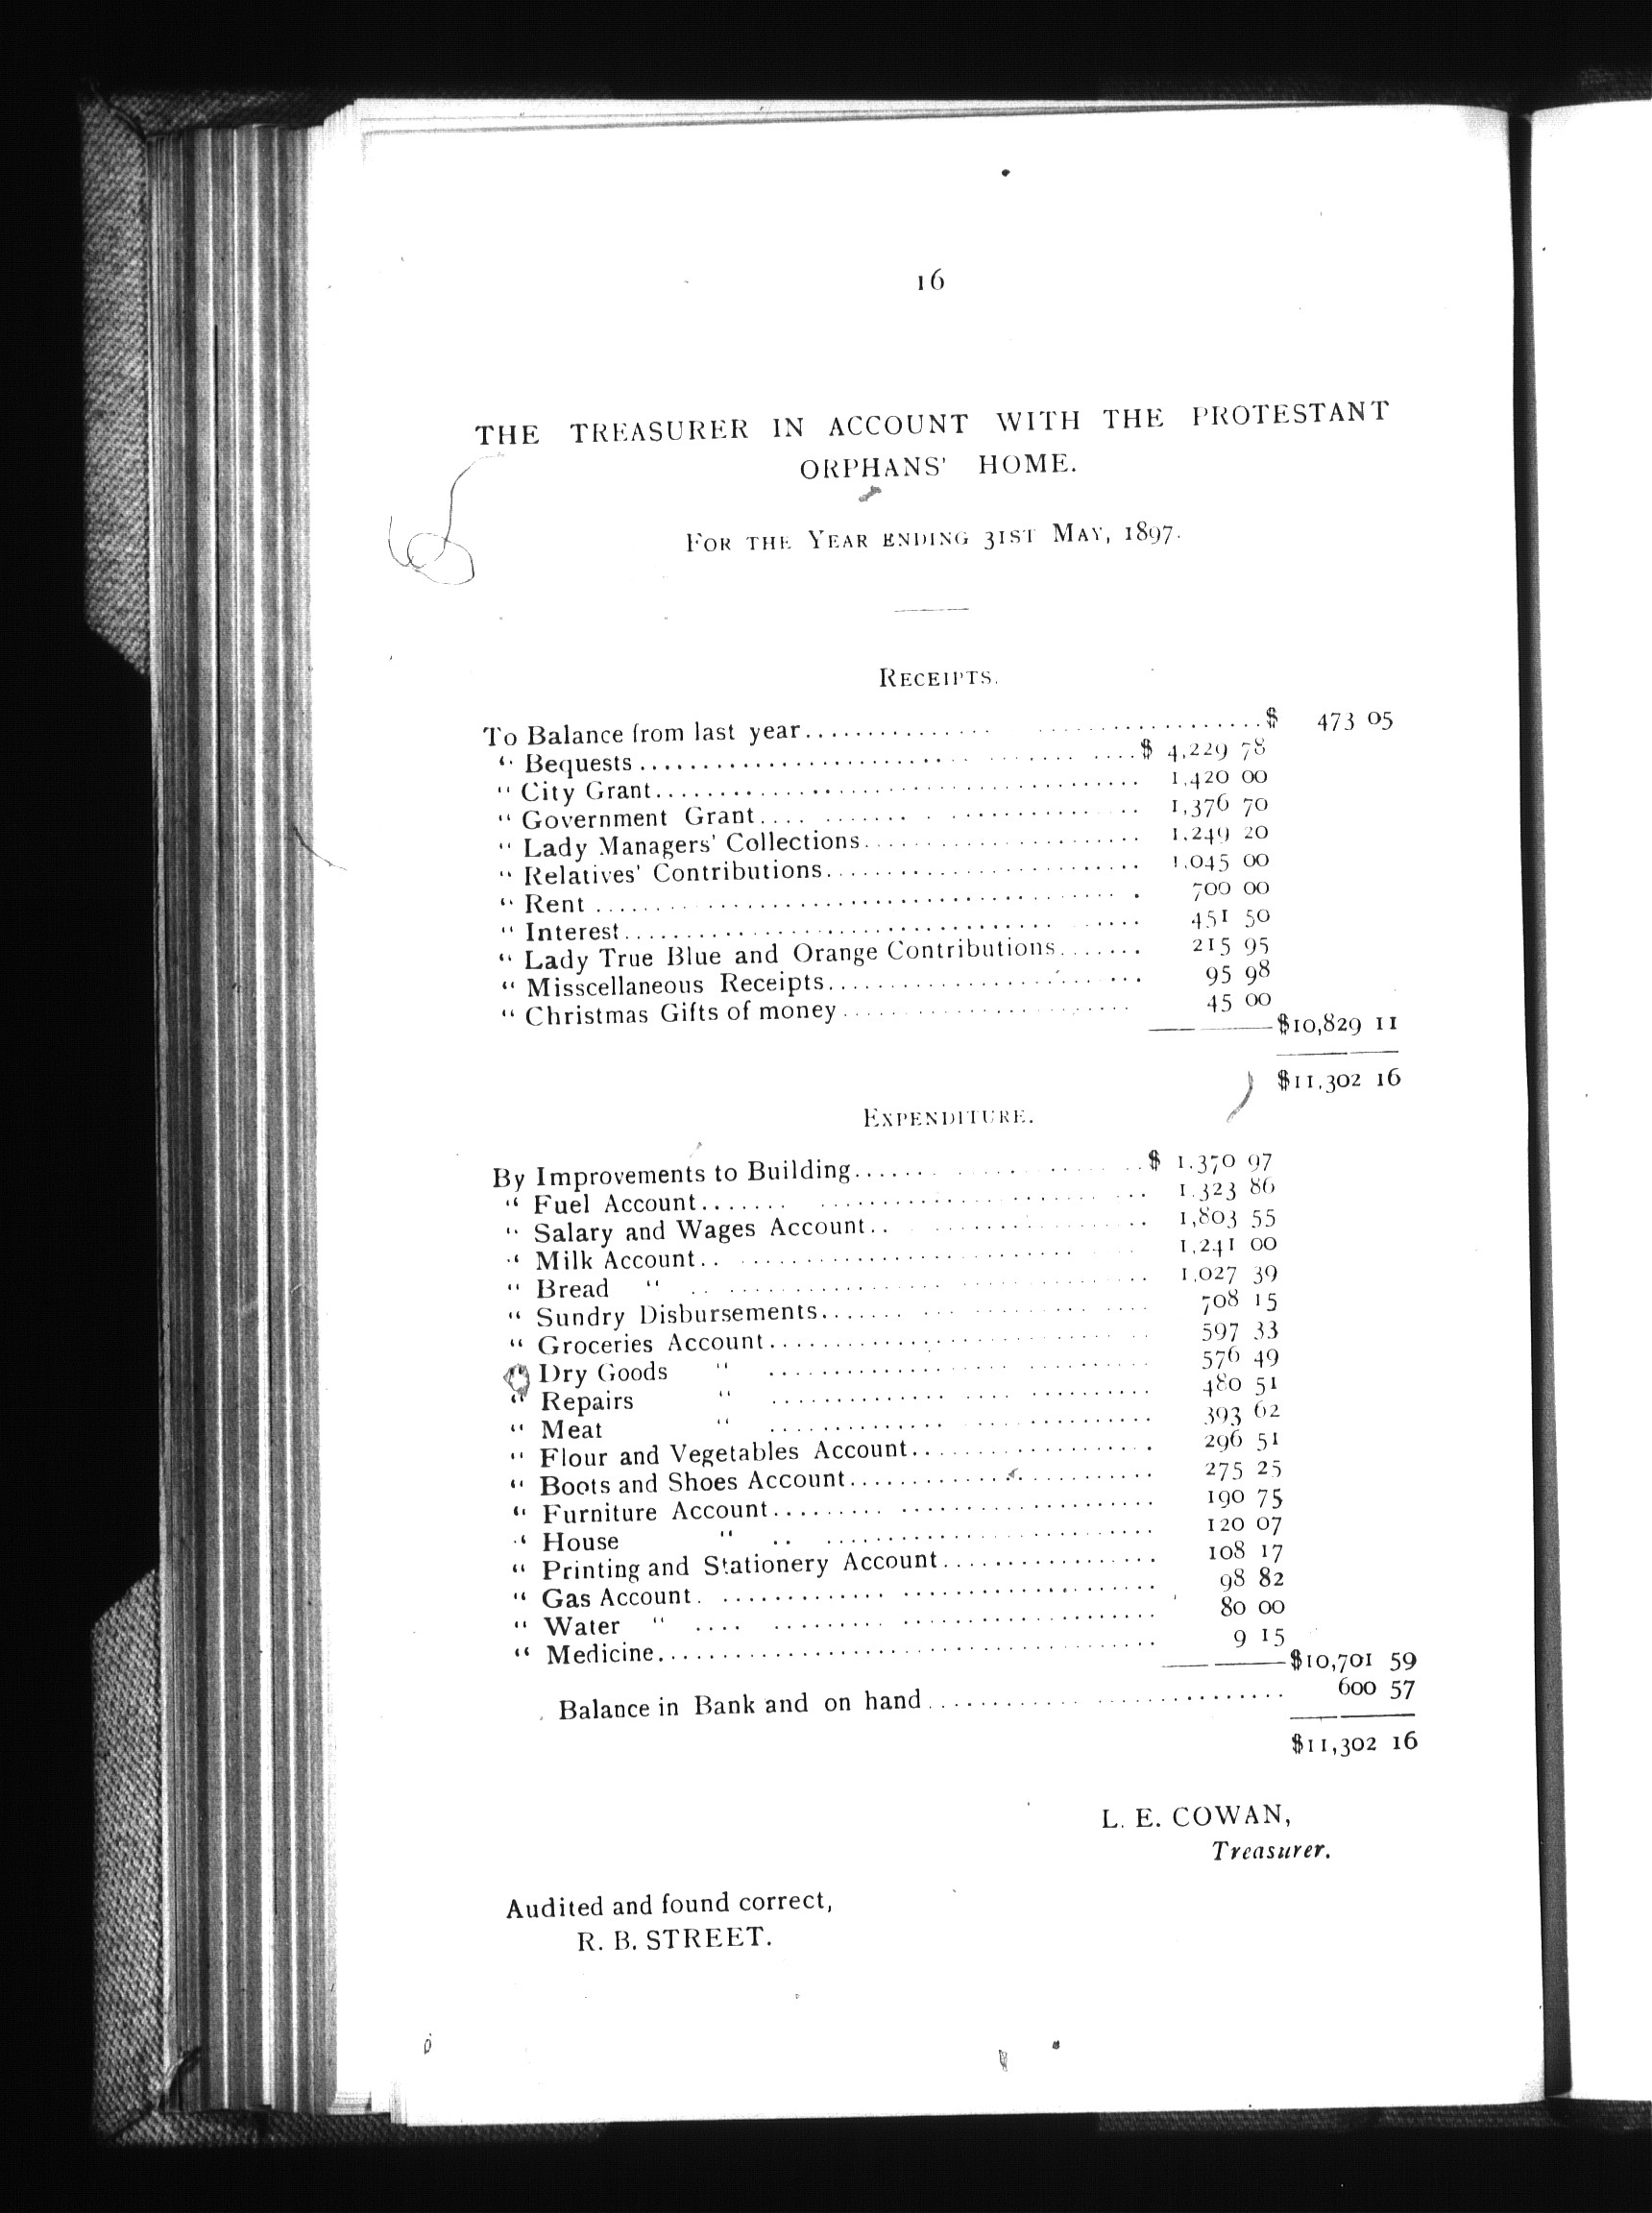 16
THE TREASURER IN ACCOUNT WITH THE PROTESTANT
ORPHANS' HOME.
FOR THE YEAR ENDING 31ST MAY, 1897.
RECEIPTS.
To Balance from last year........ $ 473 05
" Bequests........ $ 4,229 78
" City Grant........ 1,420 00
" Government Grant........ 1,376 70
" Lady Managers' Collections........ 1,249 20
" Relatives' Contributions........ 1,045 00
" Rent........ 700 00
" Interest........ 451 50
" Lady True Blue and Orange Contributions........ 215 95
" Misscellaneous Receipts........ 95 98
" Christmas Gifts of money........ 45 00
$10,829 11
$11,302 16
EXPENDITURE.
By Improvements to Building........ $ 1,370 97
" Fuel Account........ 1,323 86
" Salary and Wages Account........ 1,803 55
" Milk Account........ 1,241 00
" Bread "........ 1,027 39
" Sundry Disbursements........ 708 15
" Groceries Account........ 597 33
" Dry Goods "........ 576 49
" Repairs "........ 480 51
" Meat "........ 393 62
" Flour and Vegetables Account........ 296 51
" Boots and Shoes Account........ 275 25
" Furniture Account........ 190 75
" House "........ 120 07
" Printing and Stationery Account........ 108 17
" Gas Account........ 98 82
" Water "........ 80 00
" Medicine........ 9 15
$10,701 59
Balance in Bank and on hand........ 600 57
$11,302 16
L. E. COWAN,
Treasurer.
Audited and found correct,
R. B. STREET.